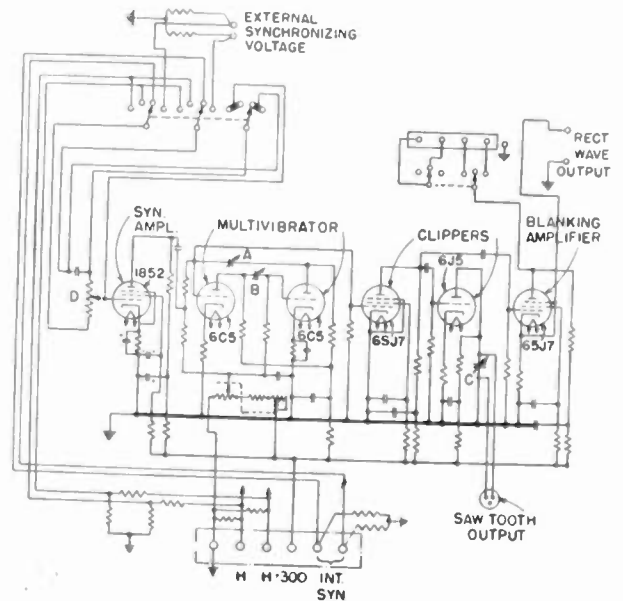 EXTERNAL
SYNCHRONIZING
VOLTAGE
RECT
WAVE
OUTPUT
SYN.
AMPL.
MULTIVIBRATOR
CLIPPERS
BLANKING
AMPLIFIER
1852
A
B
6J5
D
6C5
6C5
6SJ7
6SJ7
C
SAW TOOTH
OUTPUT
H H +300 INT.
SYN